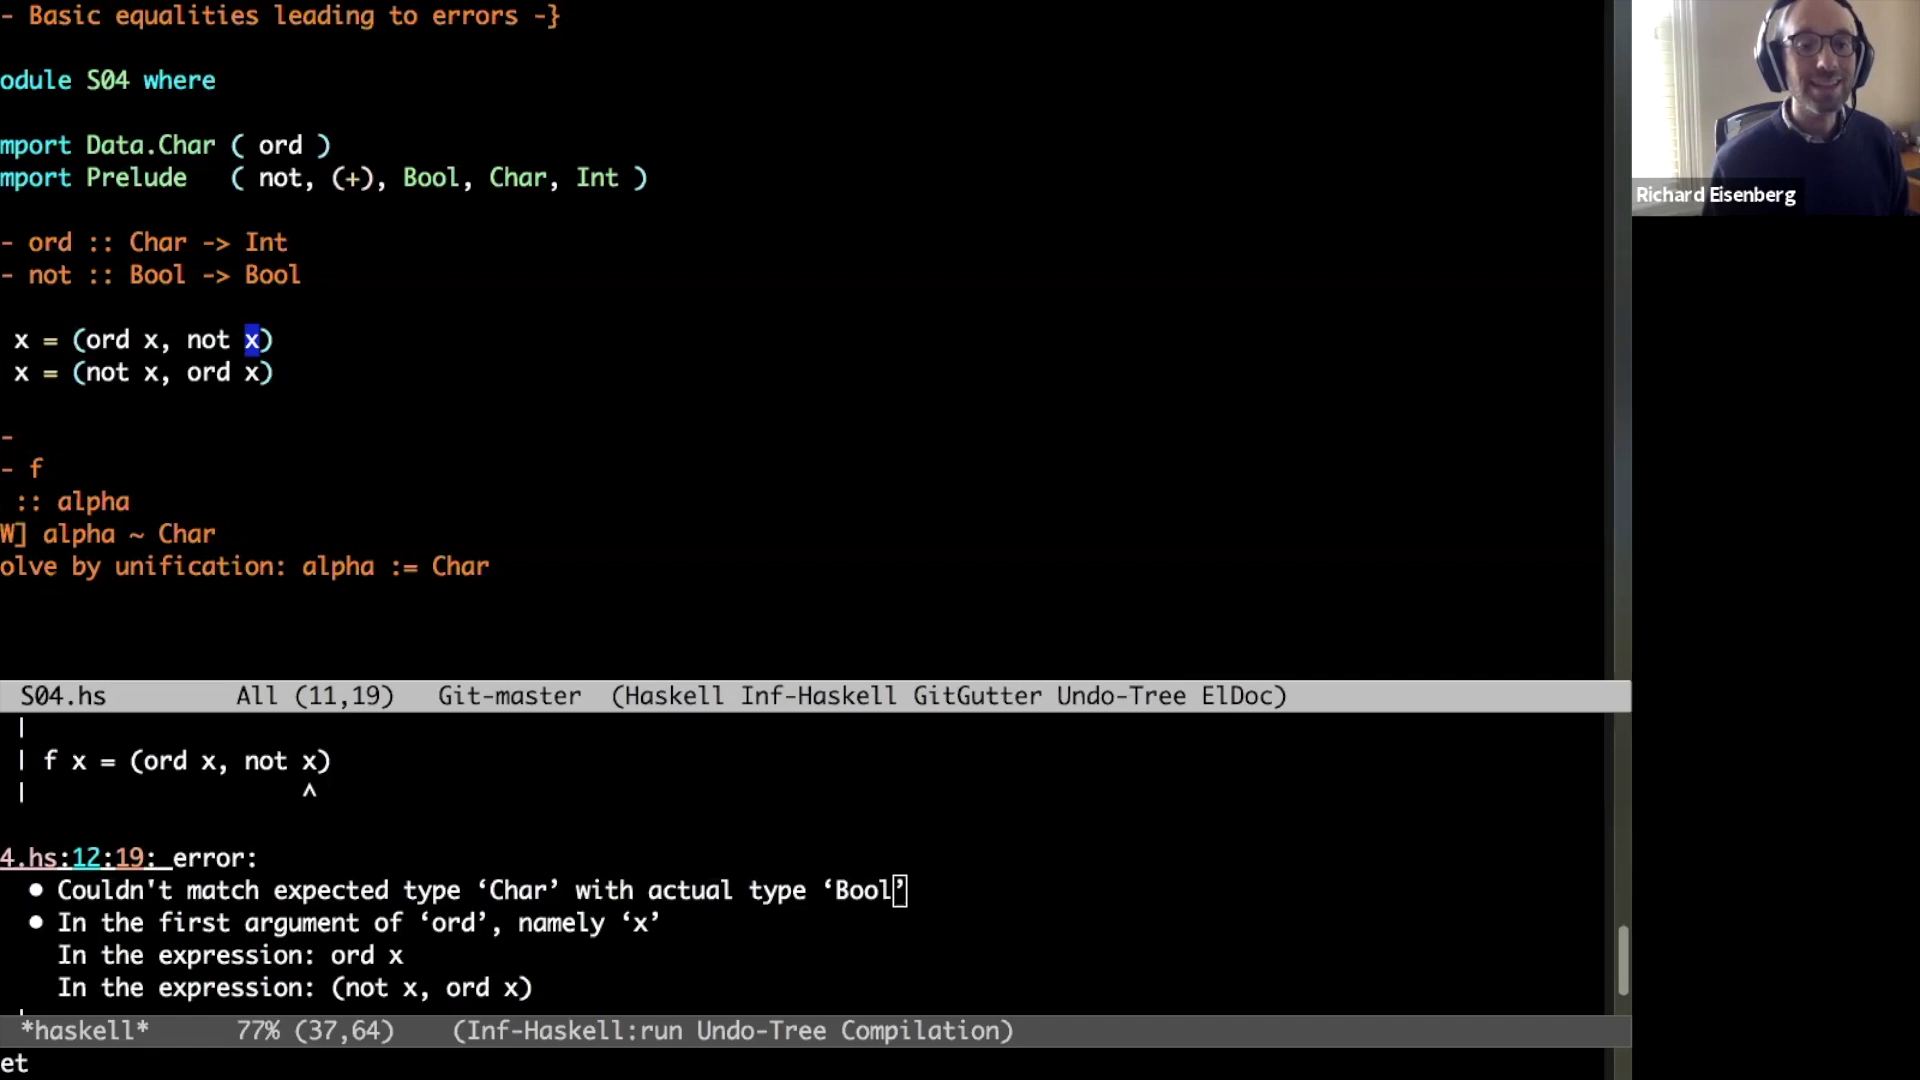 - Basic equalities leading to errors -}
odule S04 where
mport Data.Char ( ord )
mport Prelude   ( not, (+), Bool, Char, Int )
- ord :: Char -> Int
- not :: Bool -> Bool
x = (ord x, not x)
x = (not x, ord x)
-
- f
:: alpha
W] alpha ~ Char
olve by unification: alpha := Char
S04.hs         All (11,19)   Git-master  (Haskell Inf-Haskell GitGutter Undo-Tree ElDoc)
|
| f x = (ord x, not x)
|                   ^
4.hs:12:19: error:
• Couldn't match expected type ‘Char’ with actual type ‘Bool’
• In the first argument of ‘ord’, namely ‘x’
In the expression: ord x
In the expression: (not x, ord x)
*haskell*      77% (37,64)    (Inf-Haskell:run Undo-Tree Compilation)
et
Richard Eisenberg